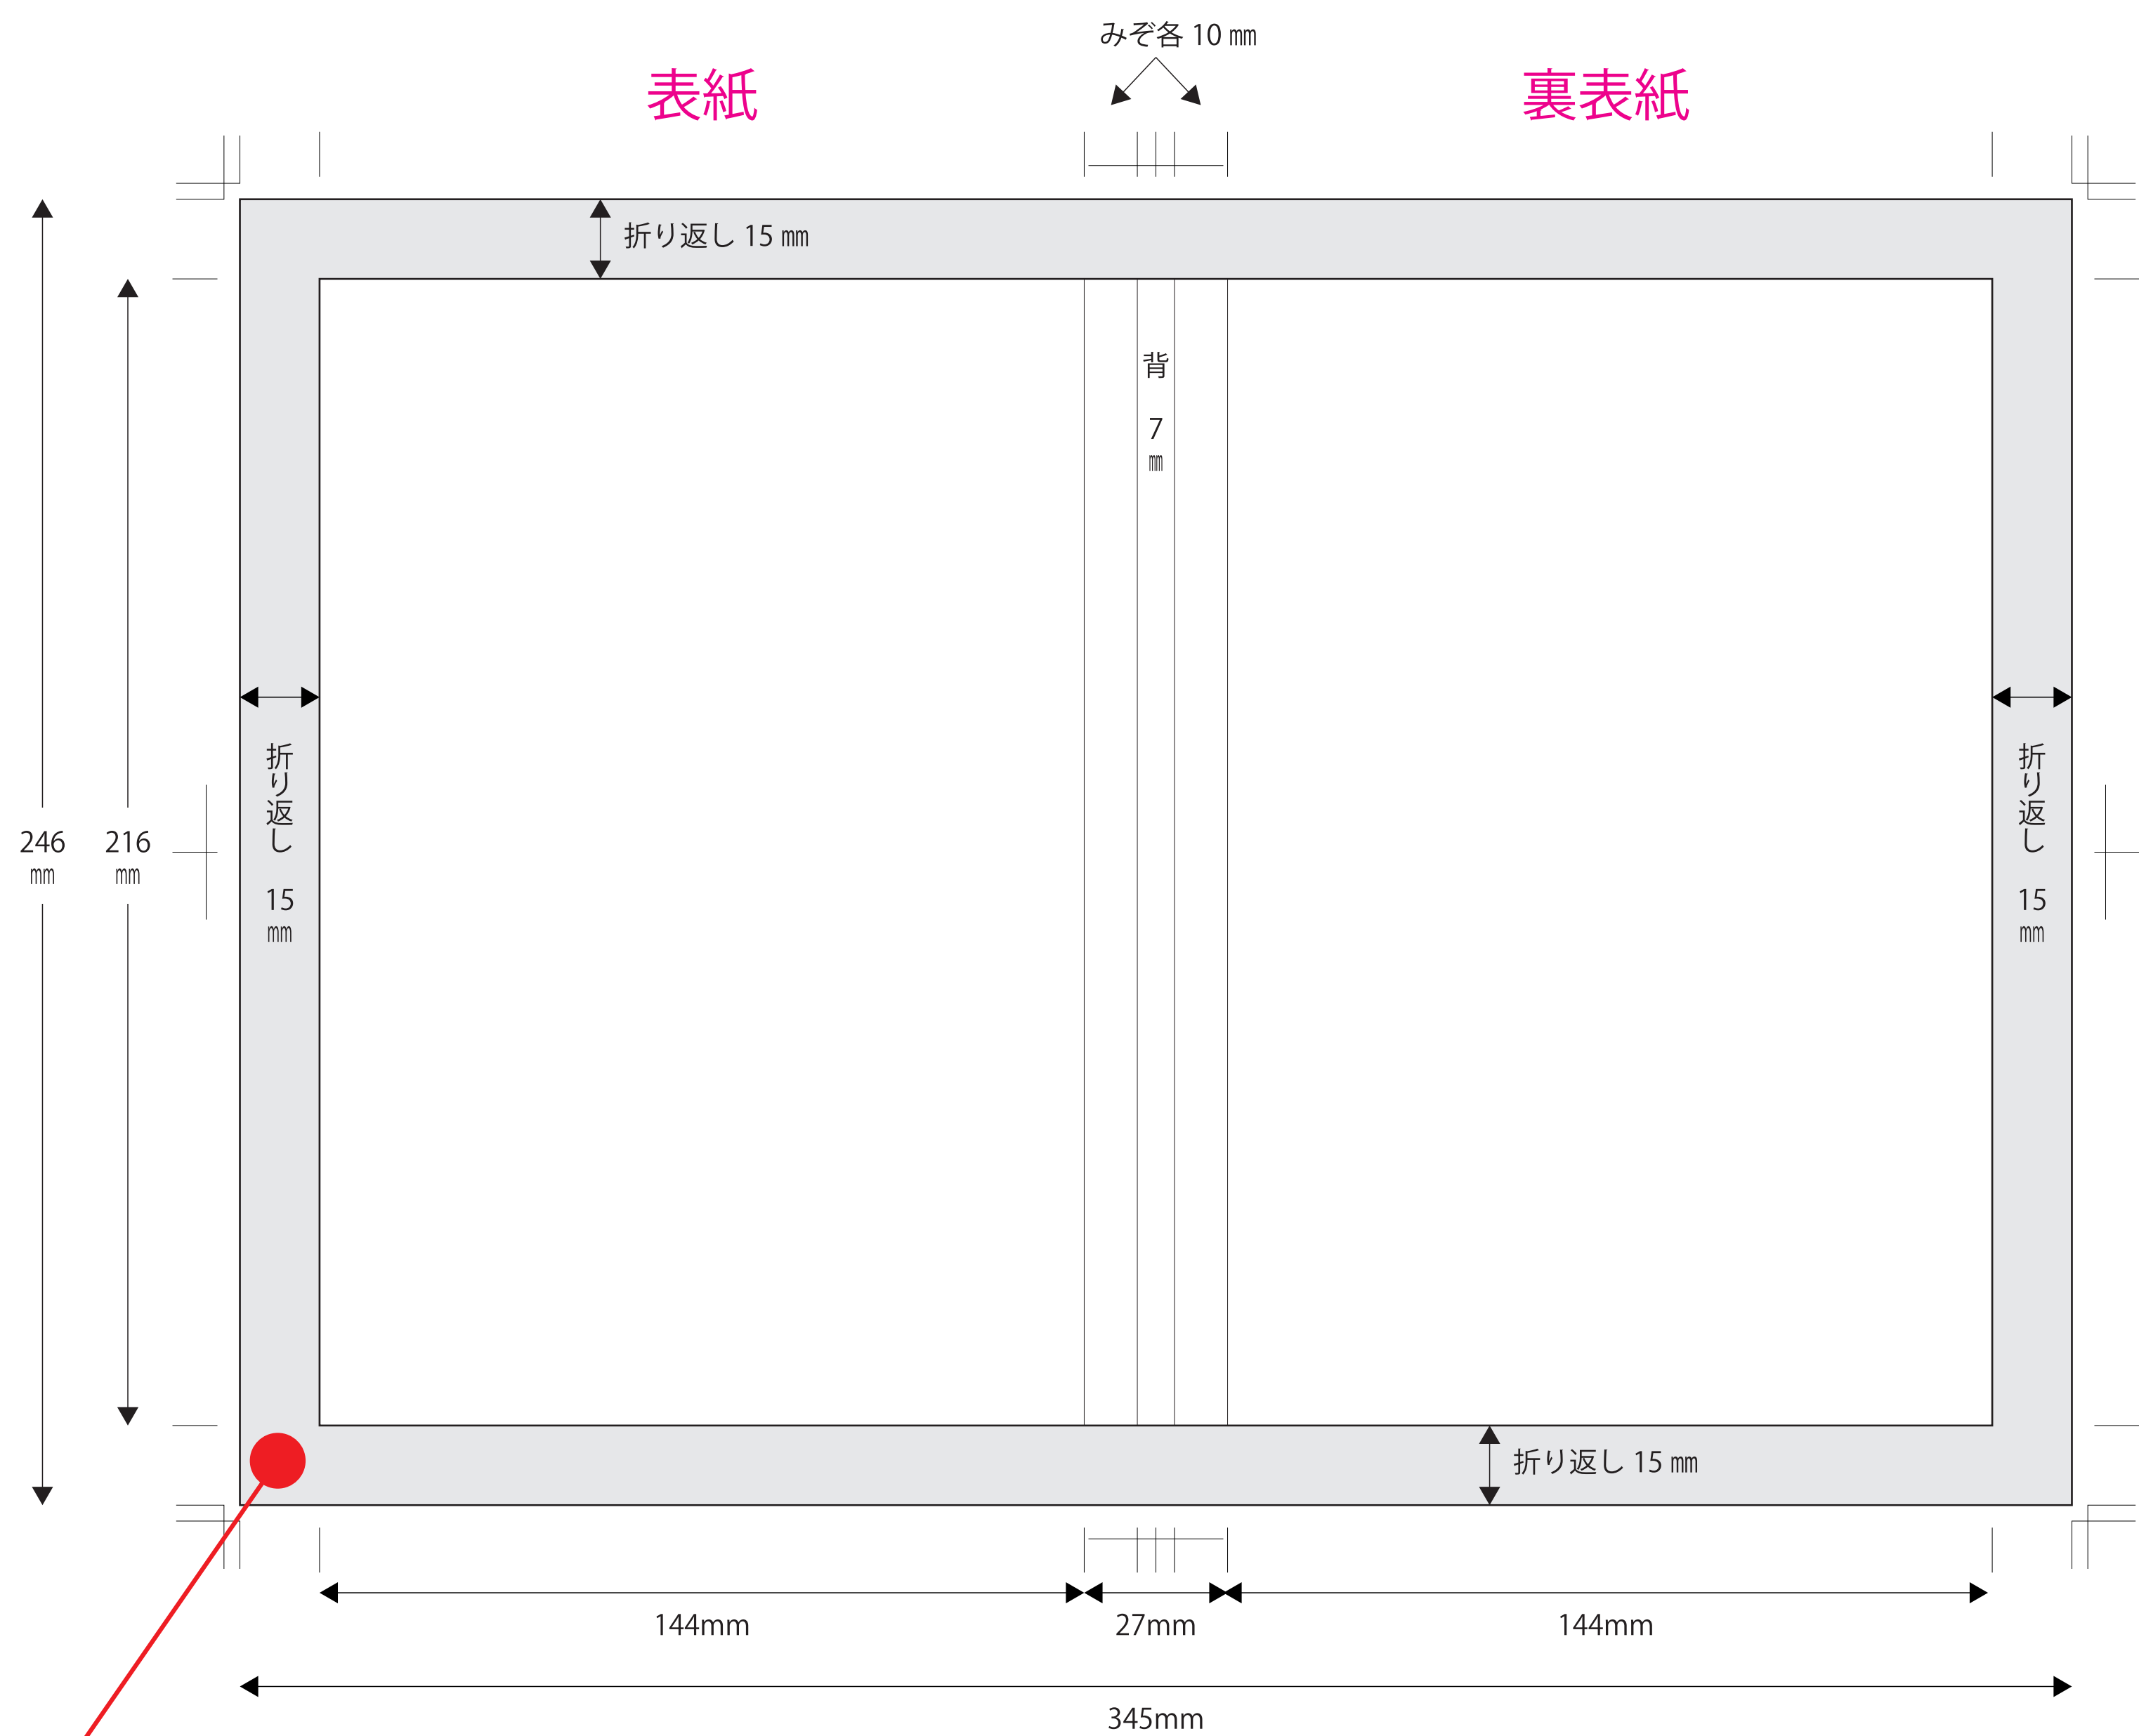 みぞ各 10 ㎜
表紙
裏表紙
折り返し 15 ㎜
背 7 ㎜
折り返し 15 ㎜
折り返し 15 ㎜
246 ㎜
216 ㎜
折り返し 15 ㎜
144mm
27mm
144mm
345mm